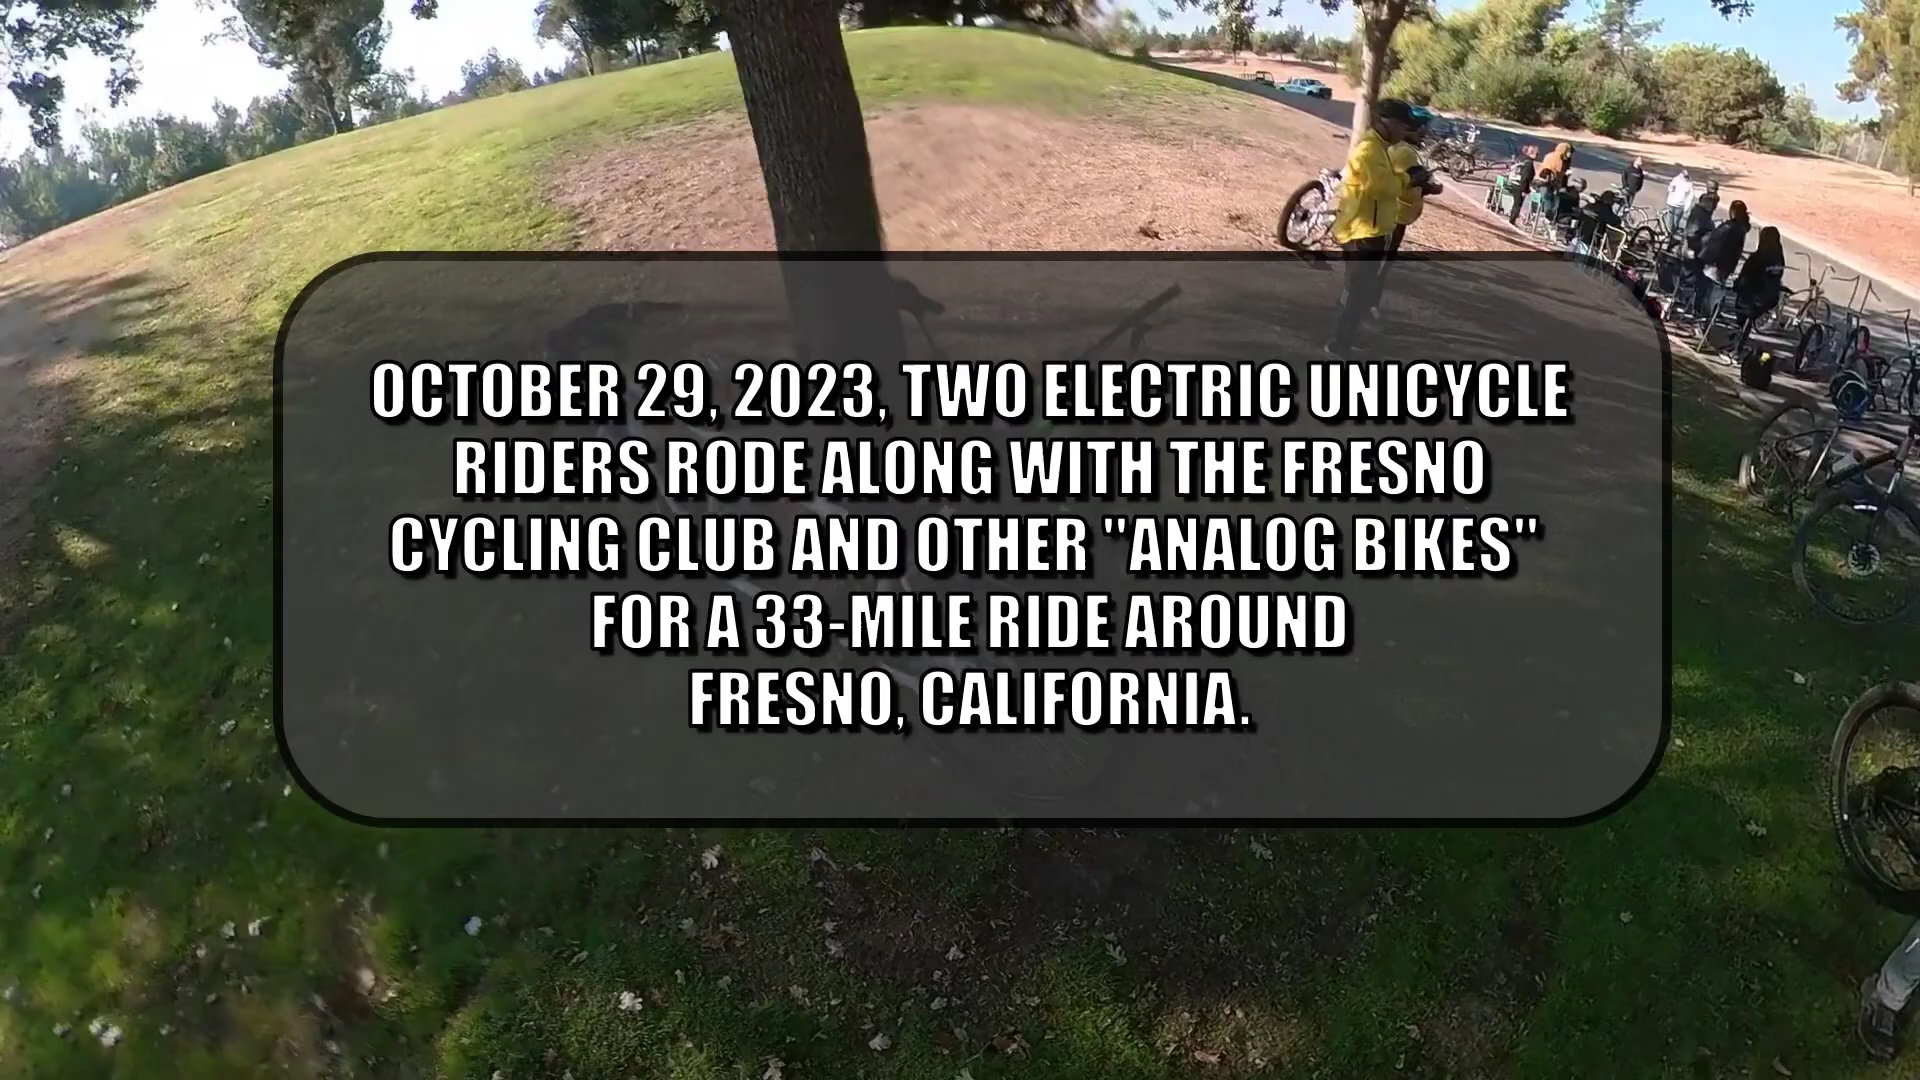 OCTOBER 29, 2023, TWO ELECTRIC UNICYCLE
RIDERS RODE ALONG WITH THE FRESNO
CYCLING CLUB AND OTHER "ANALOG BIKES"
FOR A 33-MILE RIDE AROUND
FRESNO, CALIFORNIA.